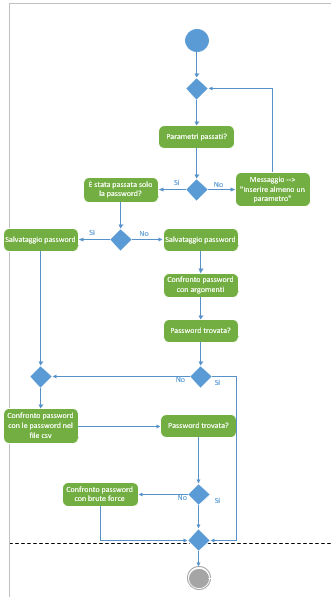 Parametri passati?
È stata passata solo
la password?
Si
No
Messaggio -->
"Inserire almeno un
parametro"
Salvataggio password
Si
No
Salvataggio password
Confronto password
con argomenti
Password trovata?
No
Si
Confronto password
con le password nel
file csv
Password trovata?
Confronto password
con brute force
No
Si